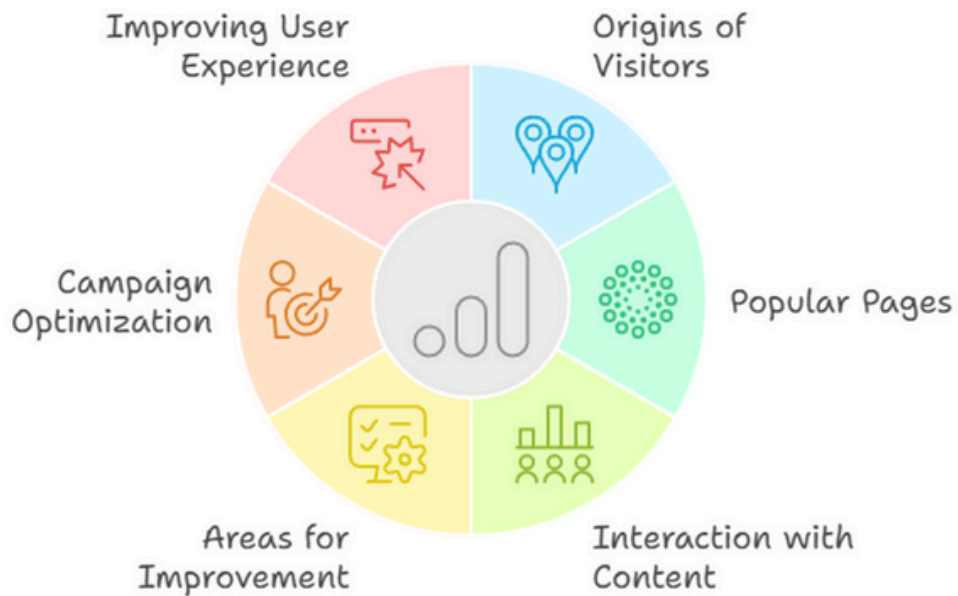 Improving User
Experience
Origins of
Visitors
Campaign
Optimization
Popular Pages
Areas for
Improvement
Interaction with
Content